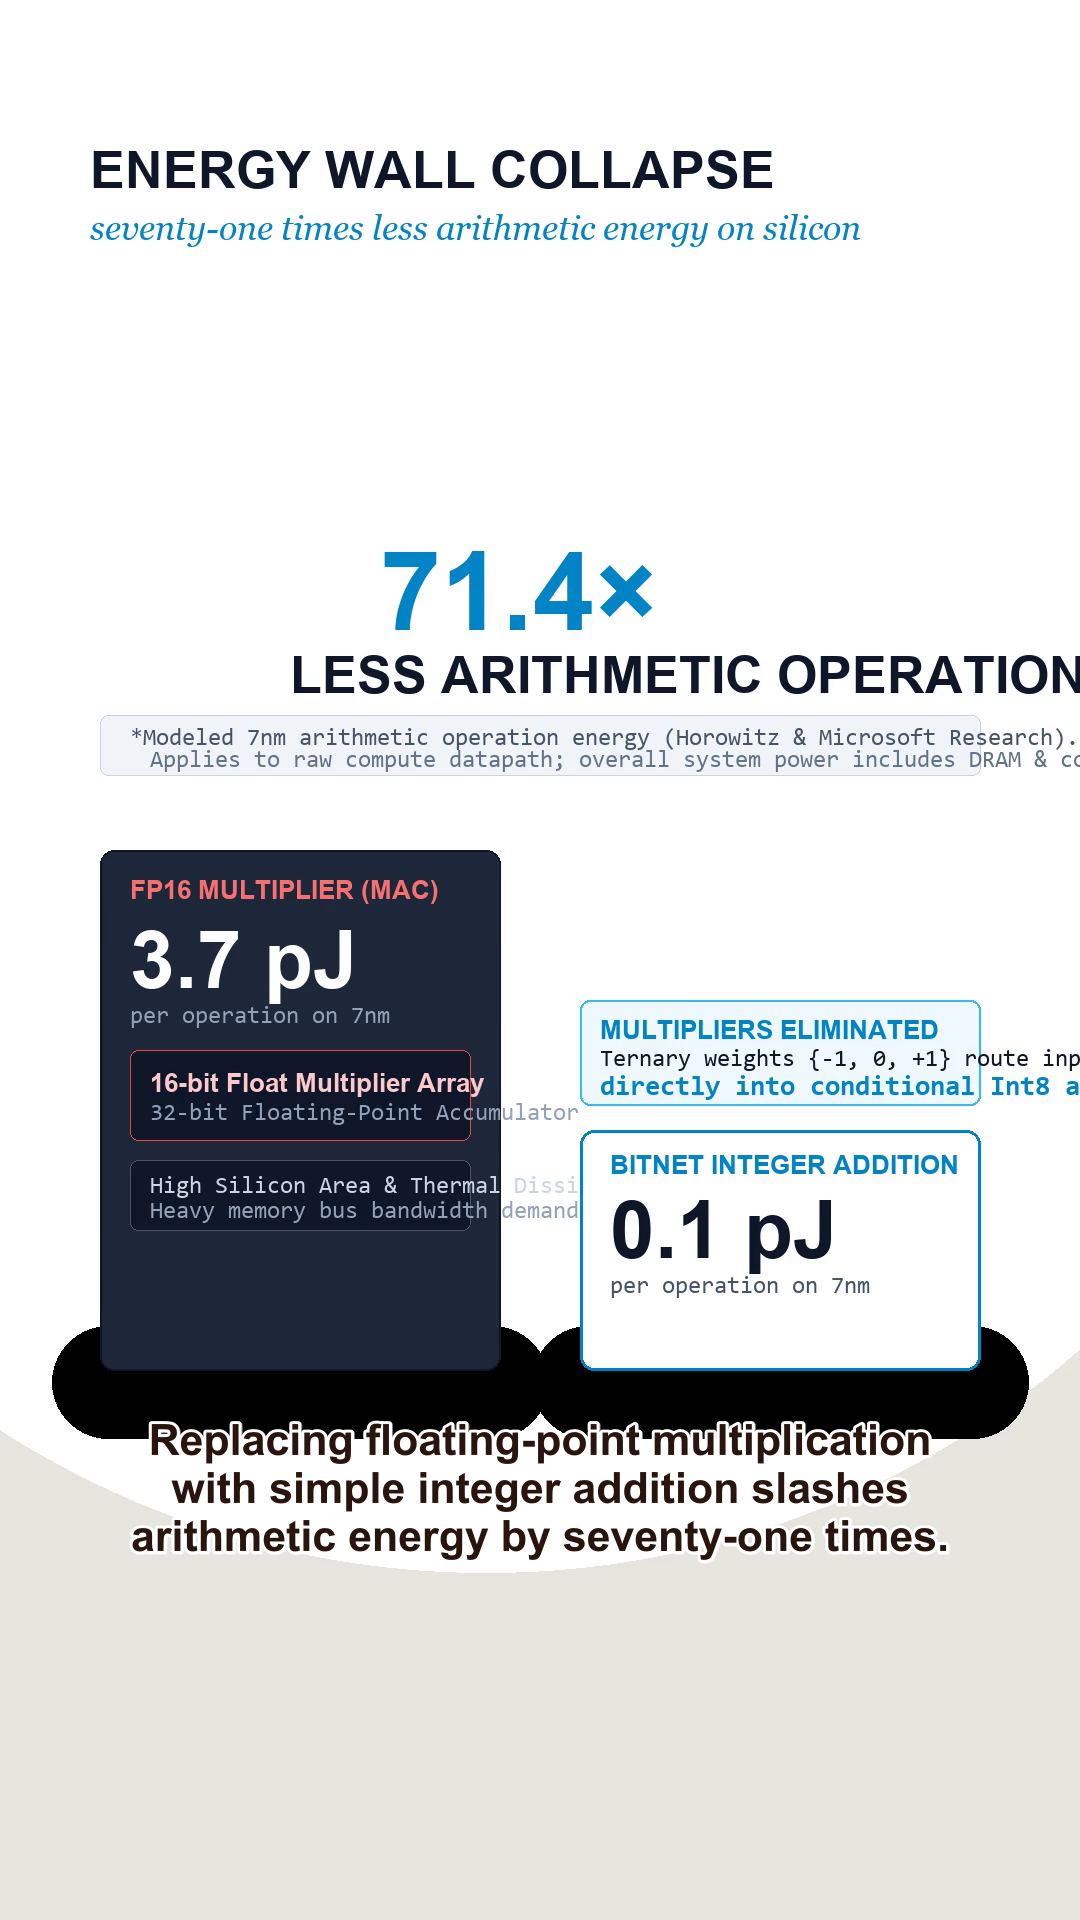 ENERGY WALL COLLAPSE
seventy-one times less arithmetic energy on silicon
71.4×
LESS ARITHMETIC OPERATION
*Modeled 7nm arithmetic operation energy (Horowitz & Microsoft Research).
Applies to raw compute datapath; overall system power includes DRAM &
FP16 MULTIPLIER (MAC)
3.7 pJ
per operation on 7nm
16-bit Float Multiplier Array
32-bit Floating-Point Accumulator
High Silicon Area & Thermal Dissi
Heavy memory bus bandwidth demand
MULTIPLIERS ELIMINATED
Ternary weights {-1, 0, +1} route inp
directly into conditional Int8 a
BITNET INTEGER ADDITION
0.1 pJ
per operation on 7nm
Replacing floating-point multiplication
with simple integer addition slashes
arithmetic energy by seventy-one times.